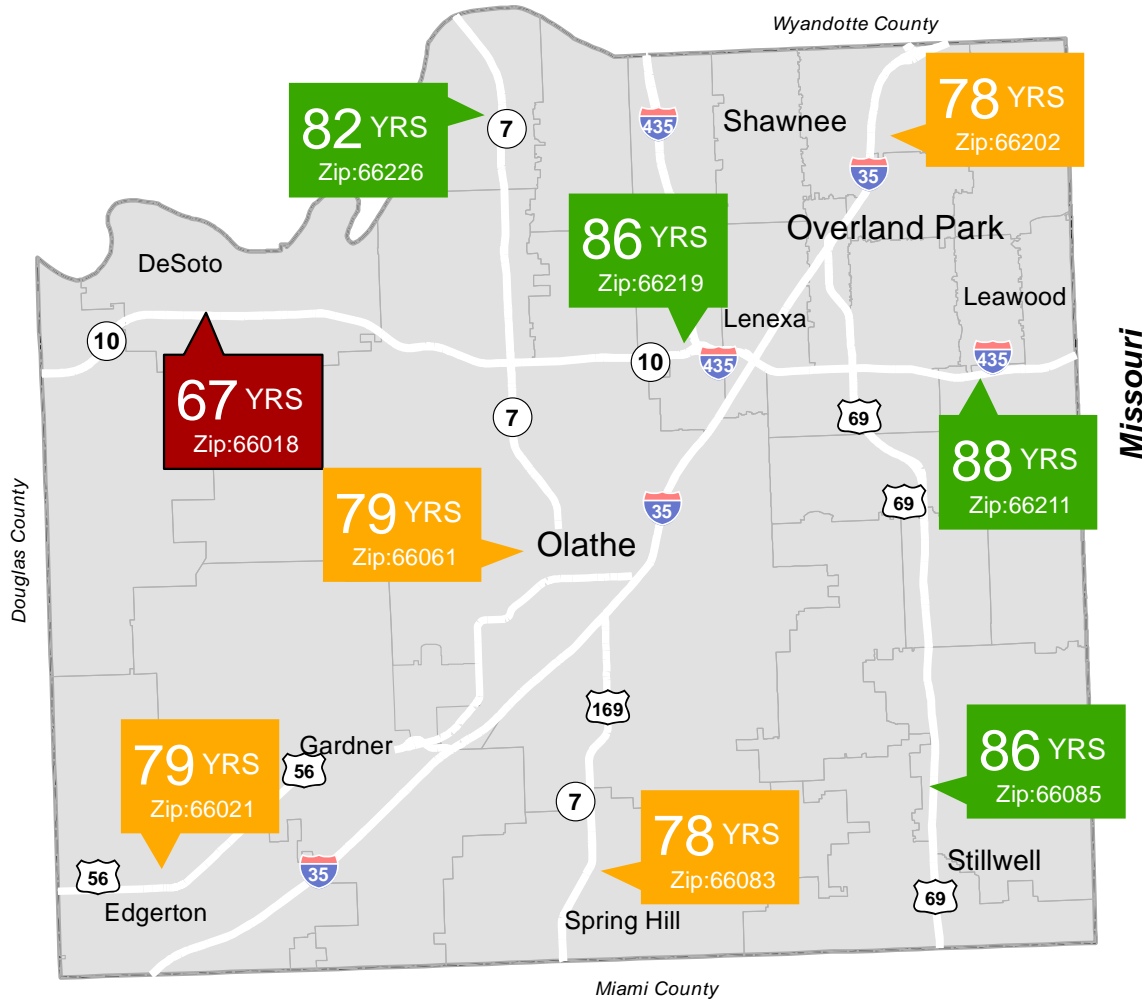 Wyandotte County
78 YRS
Zip:66202
82 YRS
Zip:66226
7
435
Shawnee
35
86 YRS
Zip:66219
Overland Park
DeSoto
Leawood
Lenexa
10
10
435
435
Missouri
67 YRS
Zip:66018
7
69
88 YRS
Zip:66211
79 YRS
Zip:66061
35
69
Olathe
Douglas County
169
Gardner
56
79 YRS
Zip:66021
86 YRS
Zip:66085
7
78 YRS
Zip:66083
56
35
Stillwell
69
Edgerton
Spring Hill
Miami County